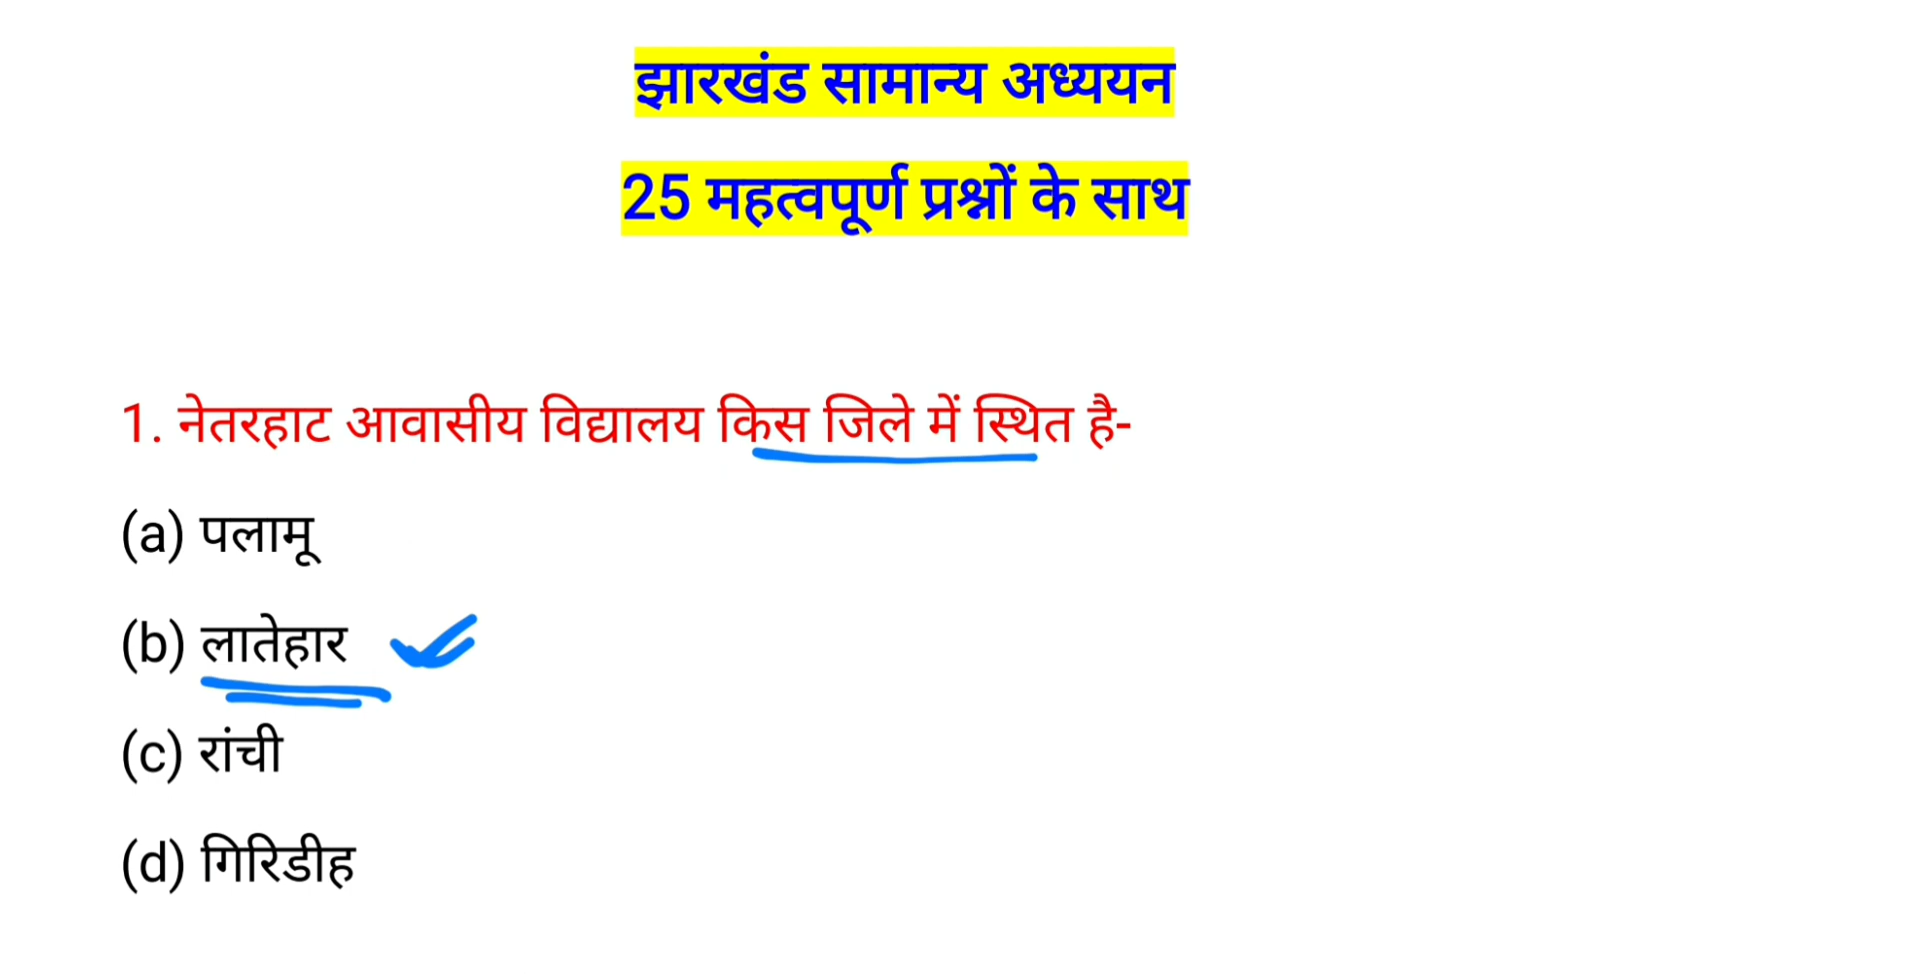 झारखंड सामान्य अध्ययन
25 महत्वपूर्ण प्रश्नों के साथ
1. नेतरहाट आवासीय विद्यालय किस जिले में स्थित है-
(a) पलामू
(b) लातेहार
(c) रांची
(d) गिरिडीह